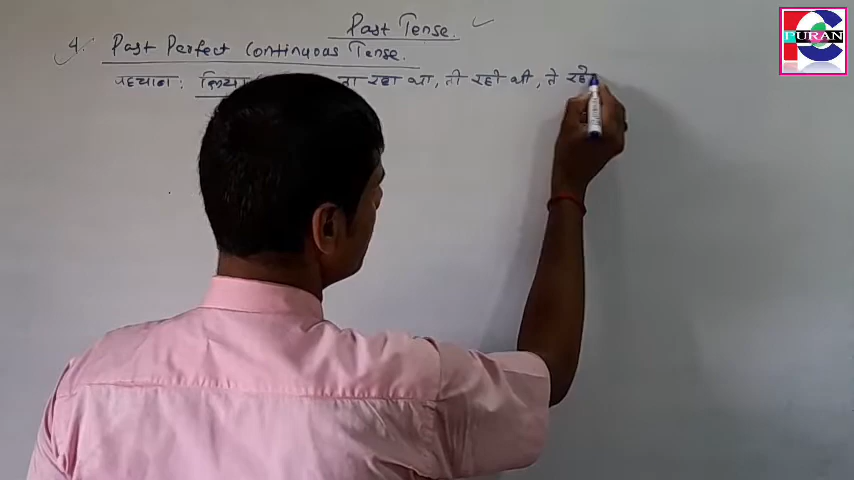 Past Tense.
4. Past Perfect Continuous Tense.
पहचान : क्रिया ता रहा था, ती रही थी, ते रहे
PURAN